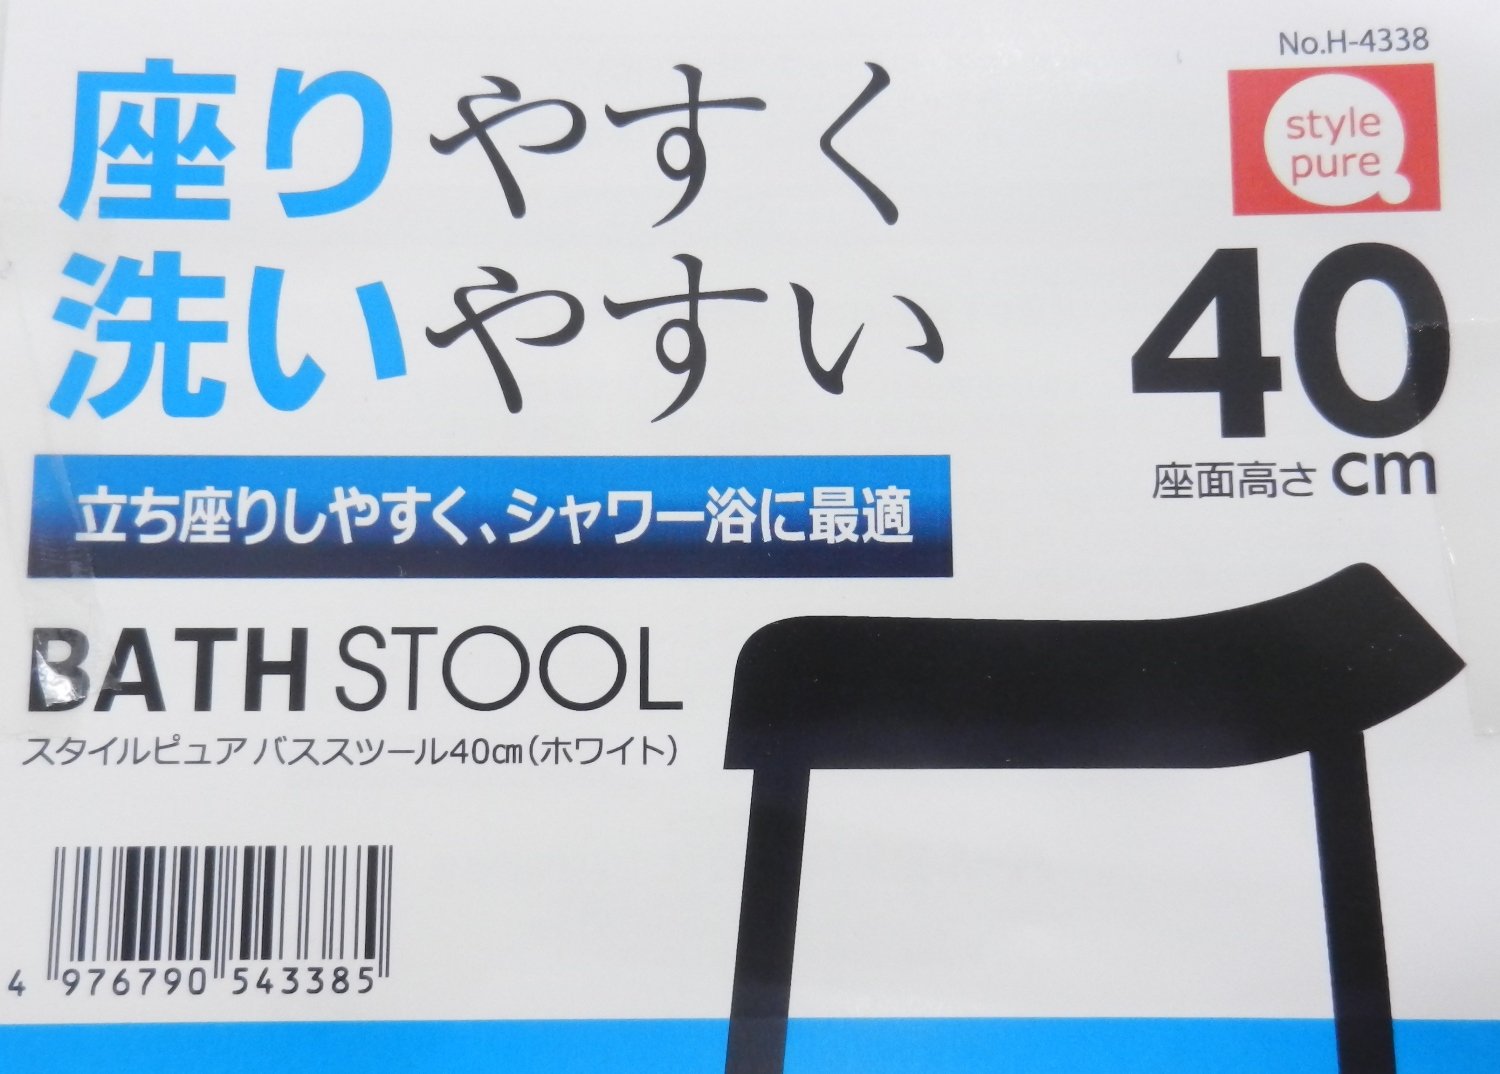 No.H-4338
style
pure
座りやすく
洗いやすい
40
座面高さ cm
立ち座りしやすく、シャワー浴に最適
BATH STOOL
スタイルピュア バススツール40㎝(ホワイト)
4 976790 543385